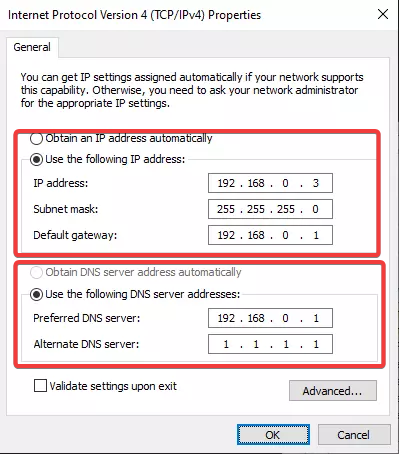 Internet Protocol Version 4 (TCP/IPv4) Properties
General
You can get IP settings assigned automatically if your network supports
this capability. Otherwise, you need to ask your network administrator
for the appropriate IP settings.
Obtain an IP address automatically
Use the following IP address:
IP address: 192 . 168 . 0 . 3
Subnet mask: 255 . 255 . 255 . 0
Default gateway: 192 . 168 . 0 . 1
Obtain DNS server address automatically
Use the following DNS server addresses:
Preferred DNS server: 192 . 168 . 0 . 1
Alternate DNS server: 1 . 1 . 1 . 1
Validate settings upon exit
Advanced...
OK Cancel